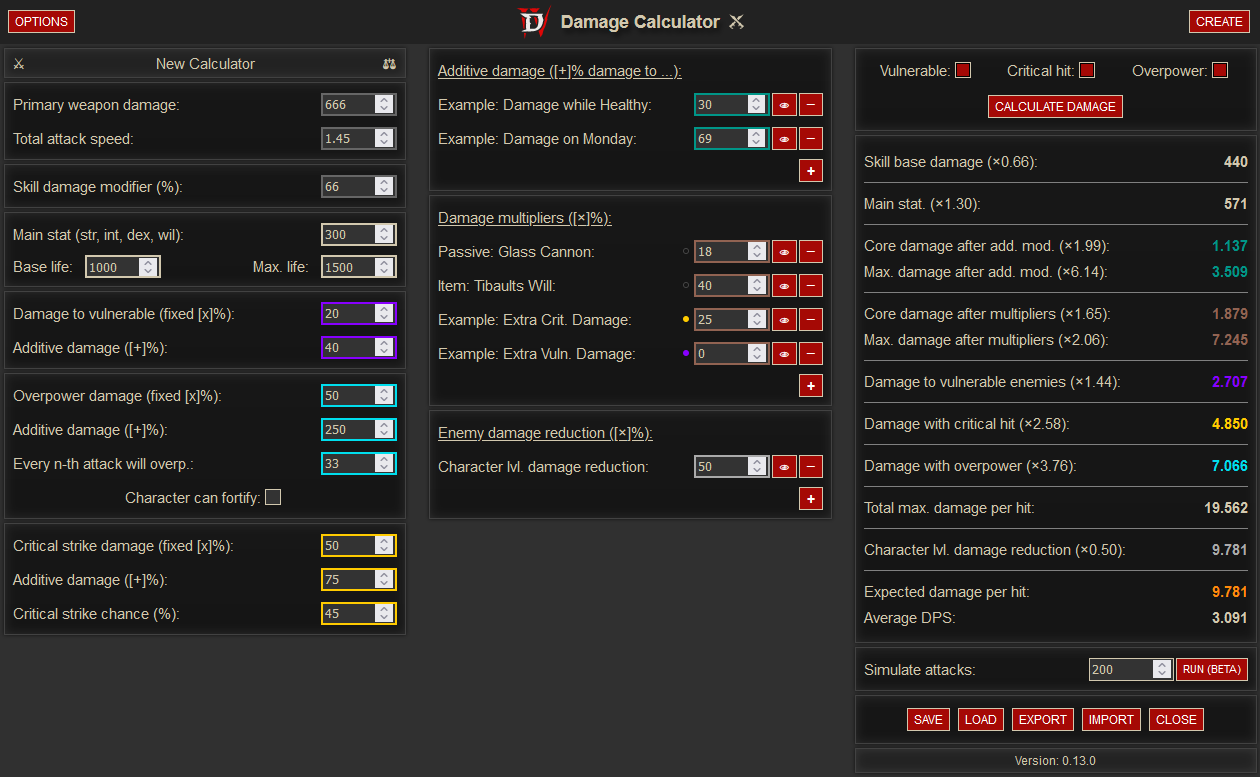 OPTIONS
Damage Calculator
CREATE
New Calculator
Primary weapon damage: 666
Total attack speed: 1.45
Skill damage modifier (%): 66
Main stat (str, int, dex, wil): 300
Base life: 1000 Max. life: 1500
Damage to vulnerable (fixed [x]%): 20
Additive damage ([+]%): 40
Overpower damage (fixed [x]%): 50
Additive damage ([+]%): 250
Every n-th attack will overp.: 33
Character can fortify:
Critical strike damage (fixed [x]%): 50
Additive damage ([+]%): 75
Critical strike chance (%): 45
Additive damage ([+]% damage to ...):
Example: Damage while Healthy: 30
Example: Damage on Monday: 69
Damage multipliers ([×]%):
Passive: Glass Cannon: 18
Item: Tibaults Will: 40
Example: Extra Crit. Damage: 25
Example: Extra Vuln. Damage: 0
Enemy damage reduction ([×]%):
Character lvl. damage reduction: 50
Vulnerable: Critical hit: Overpower:
CALCULATE DAMAGE
Skill base damage (×0.66): 440
Main stat. (×1.30): 571
Core damage after add. mod. (×1.99): 1.137
Max. damage after add. mod. (×6.14): 3.509
Core damage after multipliers (×1.65): 1.879
Max. damage after multipliers (×2.06): 7.245
Damage to vulnerable enemies (×1.44): 2.707
Damage with critical hit (×2.58): 4.850
Damage with overpower (×3.76): 7.066
Total max. damage per hit: 19.562
Character lvl. damage reduction (×0.50): 9.781
Expected damage per hit: 9.781
Average DPS: 3.091
Simulate attacks: 200 RUN (BETA)
SAVE LOAD EXPORT IMPORT CLOSE
Version: 0.13.0